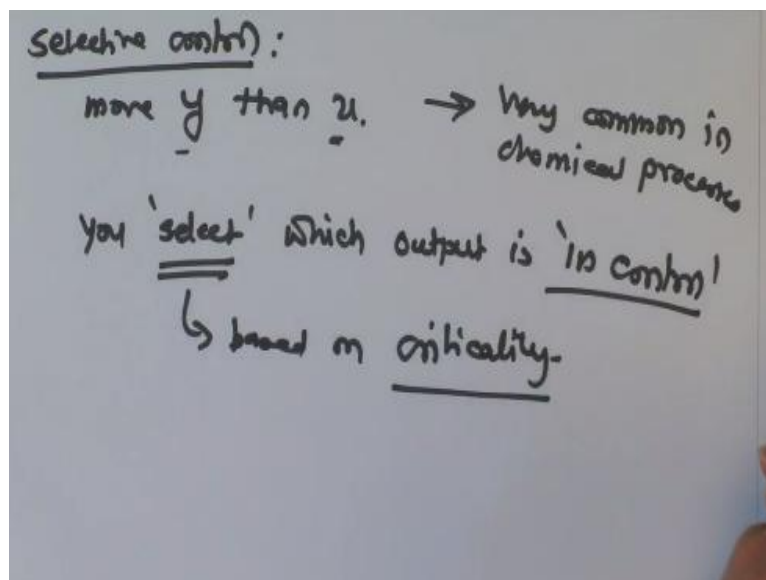 Selective control:
more y than u. → Very common in
chemical processes
you 'select' which output is 'in control'
↳ based on criticality.